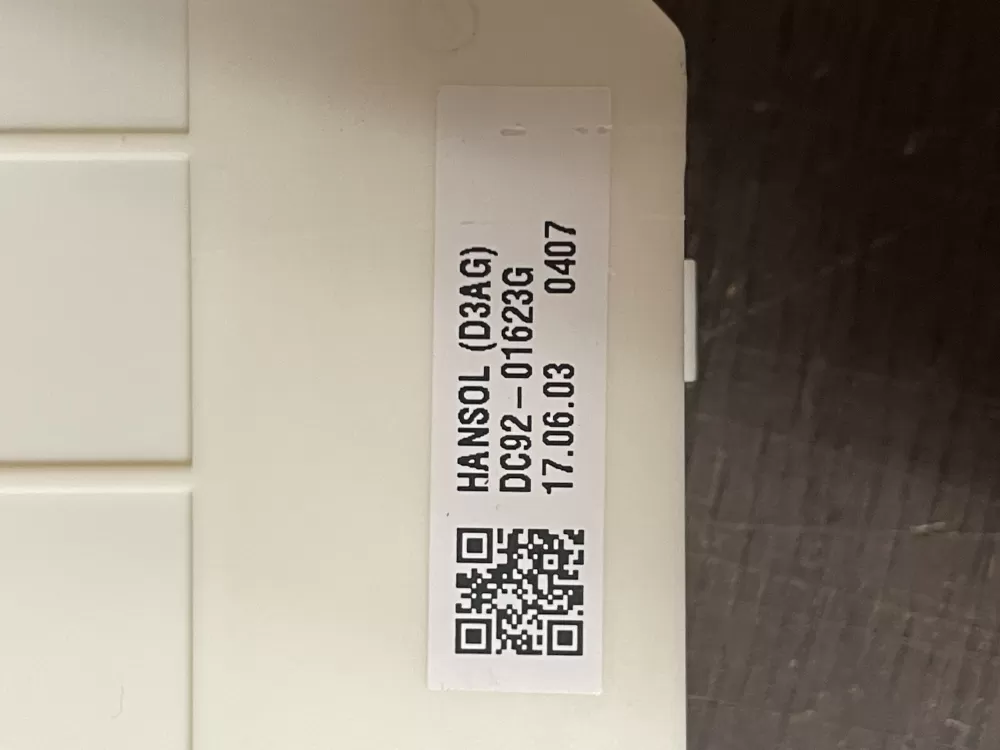 HANSOL (D3AG)
DC92-01623G
17.06.03 0407